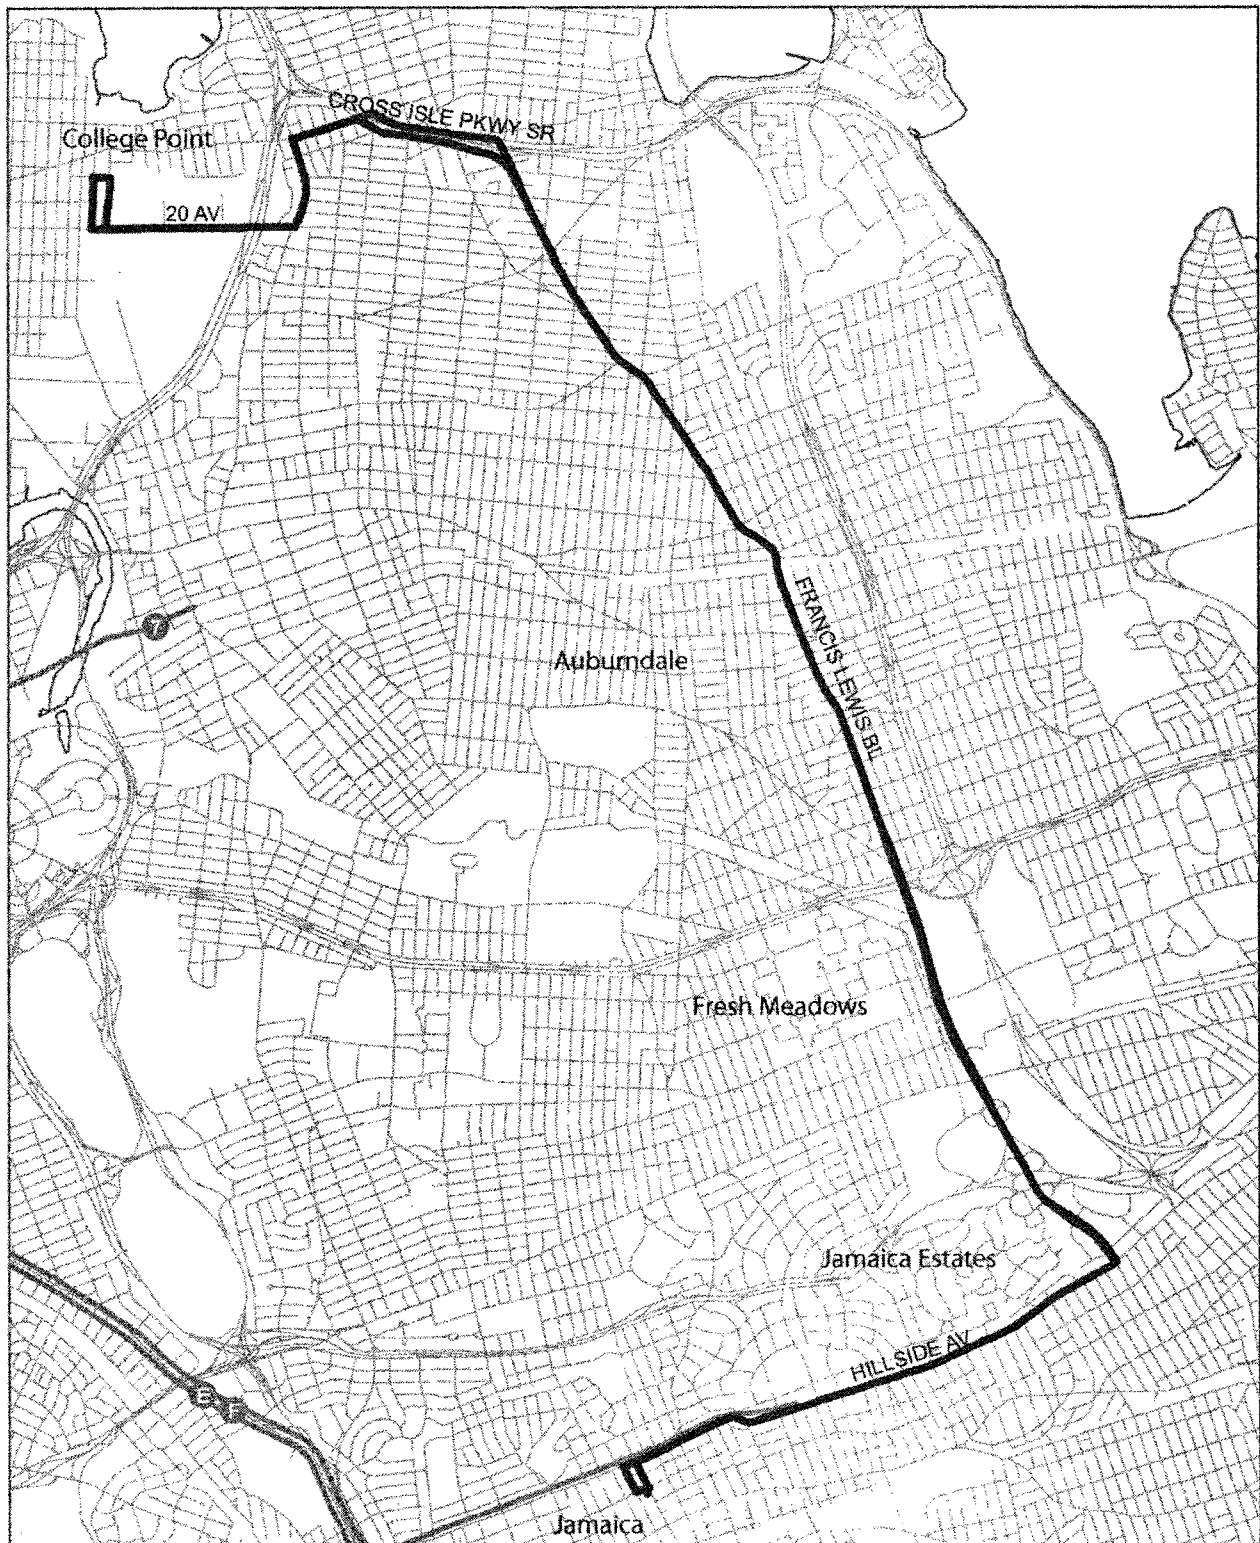 CROSS ISLE PKWY SR
College Point
20 AV
7
FRANCIS LEWIS BL
Auburndale
Fresh Meadows
Jamaica Estates
HILLSIDE AV
E
F
Jamaica